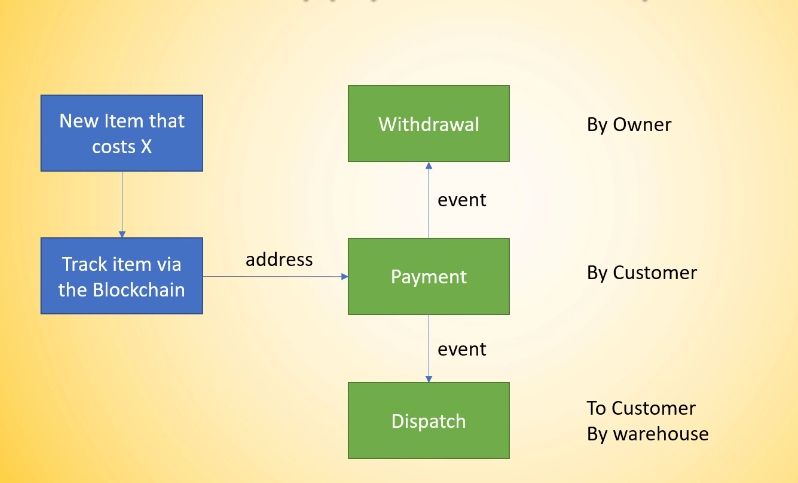 New Item that
costs X
Withdrawal
By Owner
event
Track item via
the Blockchain
address
Payment
By Customer
event
Dispatch
To Customer
By warehouse